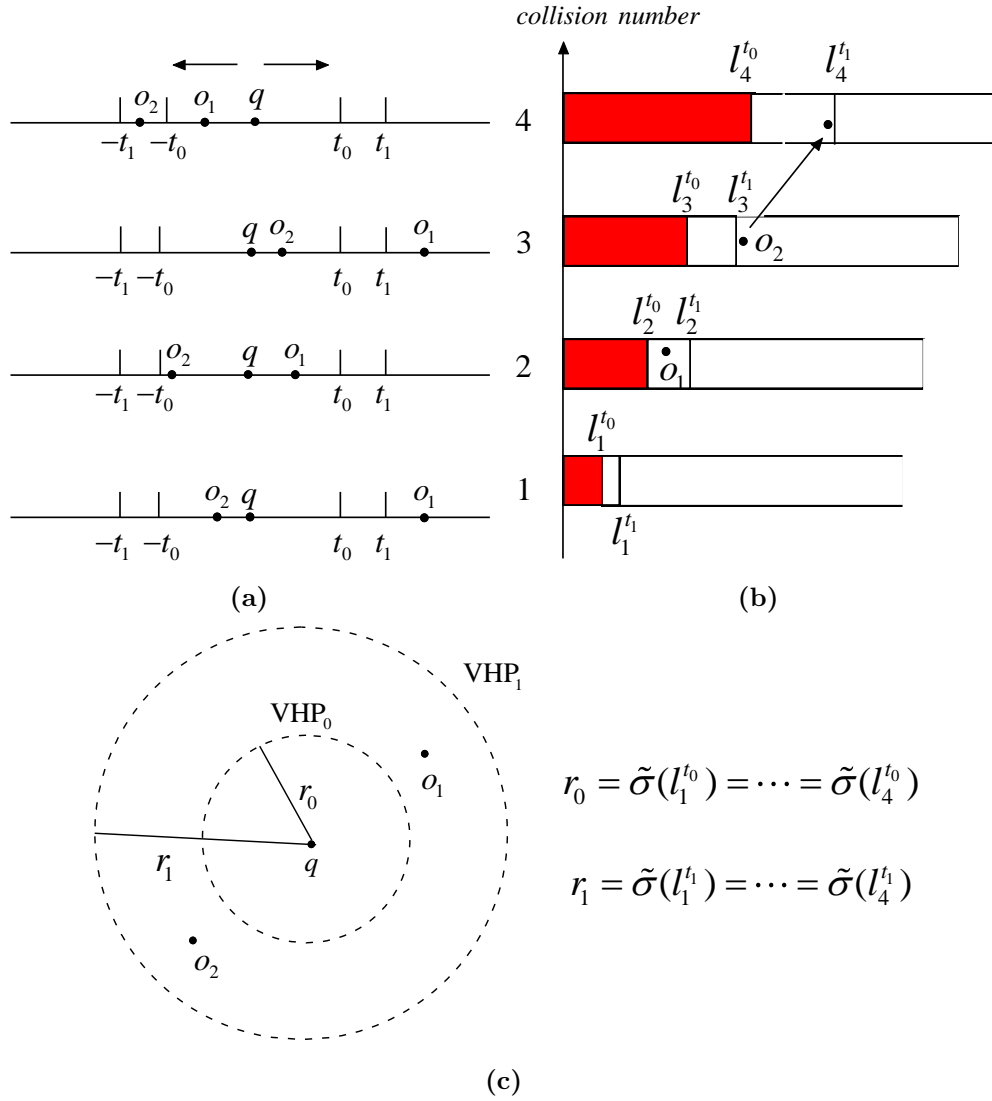 collision number
o₂ o₁ q
−t₁ −t₀ t₀ t₁
q o₂ o₁
−t₁ −t₀ t₀ t₁
o₂ q o₁
−t₁ −t₀ t₀ t₁
o₂ q o₁
−t₁ −t₀ t₀ t₁
(a)
l₄^{t₀} l₄^{t₁}
4
l₃^{t₀} l₃^{t₁}
3 o₂
l₂^{t₀} l₂^{t₁}
2 o₁
l₁^{t₀}
1
l₁^{t₁}
(b)
VHP₁
VHP₀
o₁
r₀
r₁ q
o₂
r₀ = σ̃(l₁^{t₀}) = ⋯ = σ̃(l₄^{t₀})
r₁ = σ̃(l₁^{t₁}) = ⋯ = σ̃(l₄^{t₁})
(c)